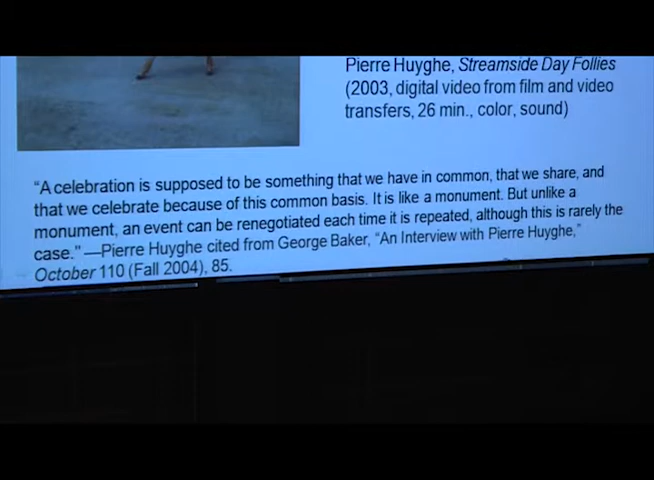 Pierre Huyghe, Streamside Day Follies
(2003, digital video from film and video
transfers, 26 min., color, sound)
“A celebration is supposed to be something that we have in common, that we share, and
that we celebrate because of this common basis. It is like a monument. But unlike a
monument, an event can be renegotiated each time it is repeated, although this is rarely the
case.” —Pierre Huyghe cited from George Baker, “An Interview with Pierre Huyghe,”
October 110 (Fall 2004), 85.